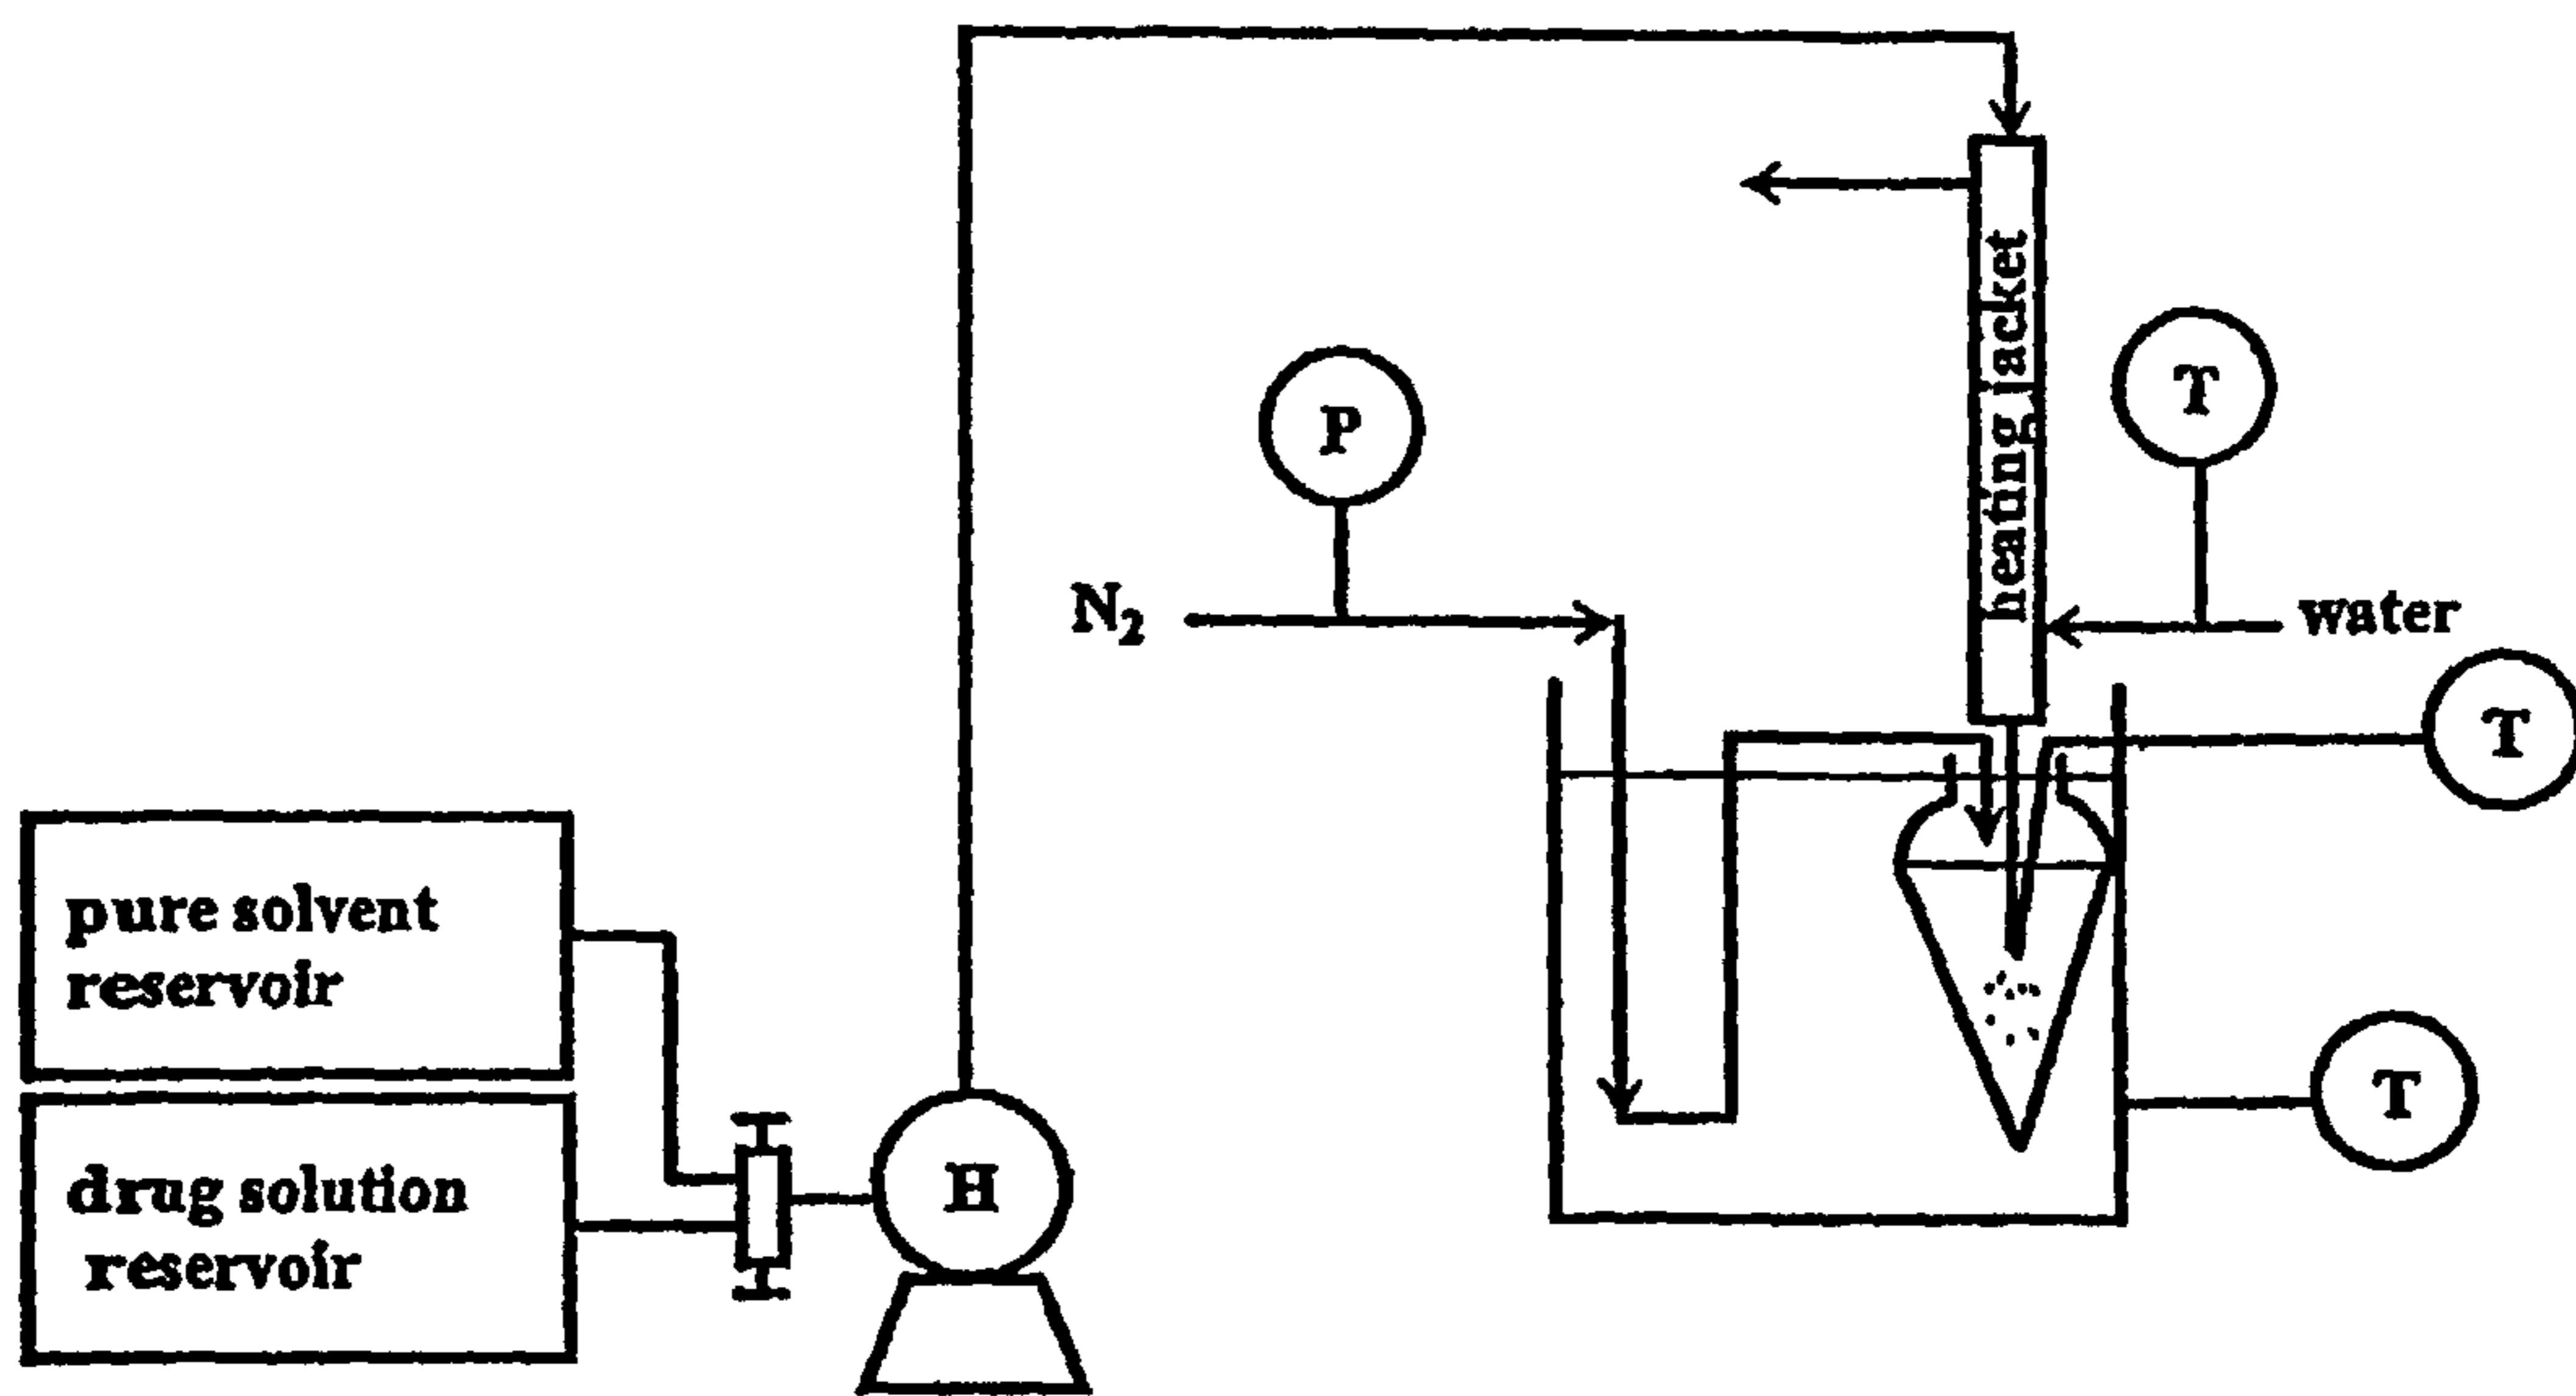 heating jacket
P
T
N₂
water
T
pure solvent
reservoir
drug solution
reservoir
H
T